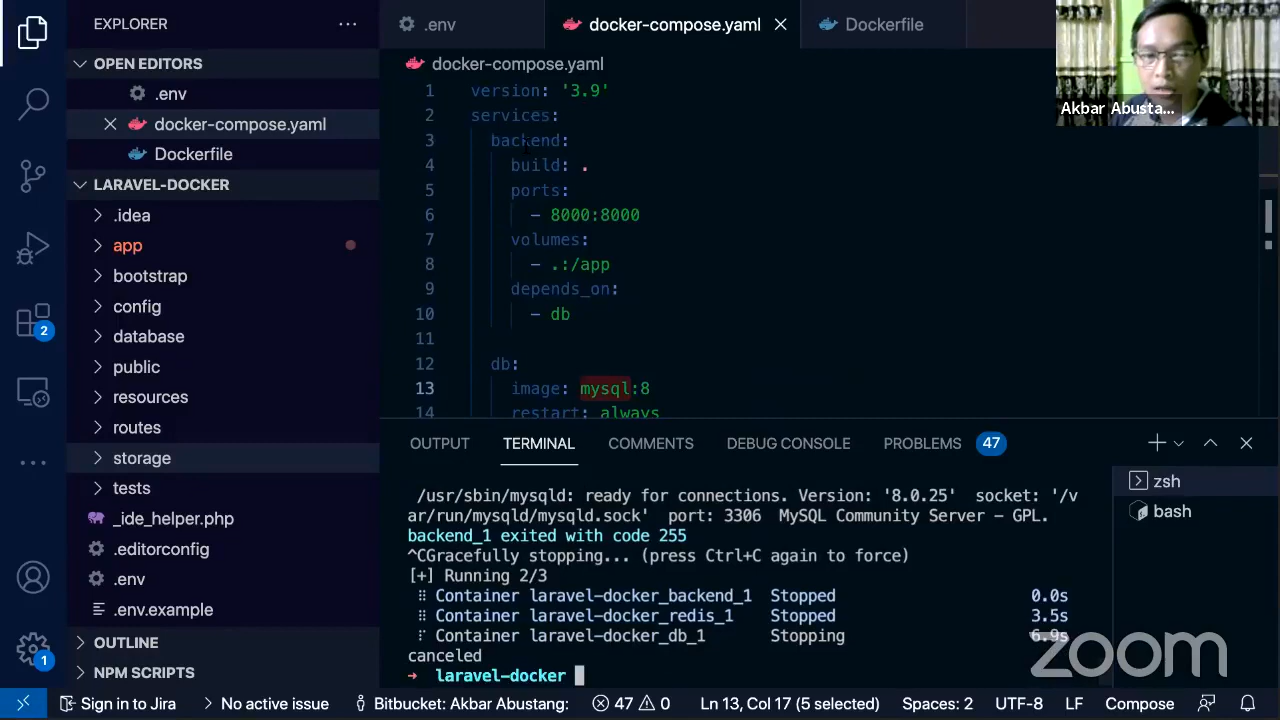 EXPLORER
OPEN EDITORS
.env
docker-compose.yaml
Dockerfile
LARAVEL-DOCKER
.idea
app
bootstrap
config
database
public
resources
routes
storage
tests
_ide_helper.php
.editorconfig
.env
.env.example
OUTLINE
NPM SCRIPTS
2
1
.env
docker-compose.yaml
Dockerfile
docker-compose.yaml
1 version: '3.9'
2 services:
3 backend:
4 build: .
5 ports:
6 - 8000:8000
7 volumes:
8 - .:/app
9 depends_on:
10 - db
11
12 db:
13 image: mysql:8
14 restart: always
Akbar Abusta...
OUTPUT TERMINAL COMMENTS DEBUG CONSOLE PROBLEMS 47
/usr/sbin/mysqld: ready for connections. Version: '8.0.25' socket: '/v
ar/run/mysqld/mysqld.sock' port: 3306 MySQL Community Server - GPL.
backend_1 exited with code 255
^CGracefully stopping... (press Ctrl+C again to force)
[+] Running 2/3
⠿ Container laravel-docker_backend_1 Stopped 0.0s
⠿ Container laravel-docker_redis_1 Stopped 3.5s
⠏ Container laravel-docker_db_1 Stopping 6.9s
canceled
→ laravel-docker
zsh
bash
zoom
Sign in to Jira No active issue Bitbucket: Akbar Abustang: 47 0 Ln 13, Col 17 (5 selected) Spaces: 2 UTF-8 LF Compose